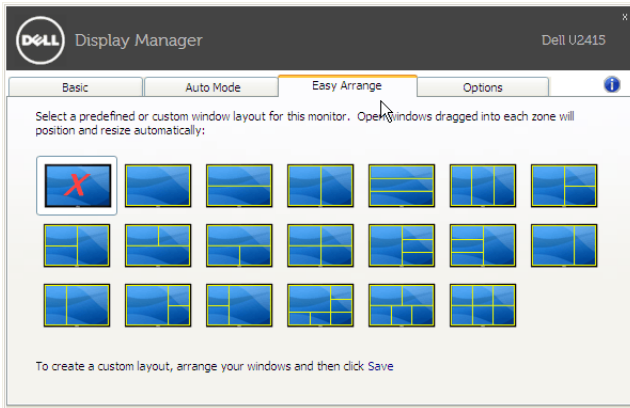 DELL Display Manager Dell U2415 x
Basic Auto Mode Easy Arrange Options i
Select a predefined or custom window layout for this monitor. Open windows dragged into each zone will
position and resize automatically:
X
To create a custom layout, arrange your windows and then click Save